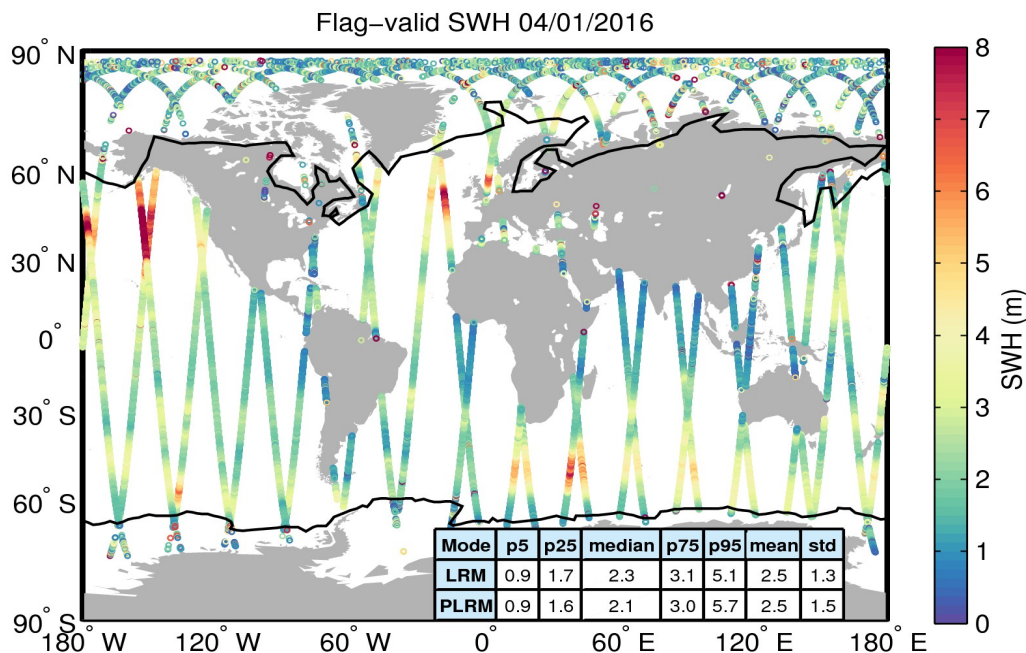 Flag−valid SWH 04/01/2016
90° N
60° N
30° N
0°
30° S
60° S
90° S
180° W 120° W 60° W 0° 60° E 120° E 180° E
Mode p5 p25 median p75 p95 mean std
LRM 0.9 1.7 2.3 3.1 5.1 2.5 1.3
PLRM 0.9 1.6 2.1 3.0 5.7 2.5 1.5
8
7
6
5
4
3
2
1
0
SWH (m)